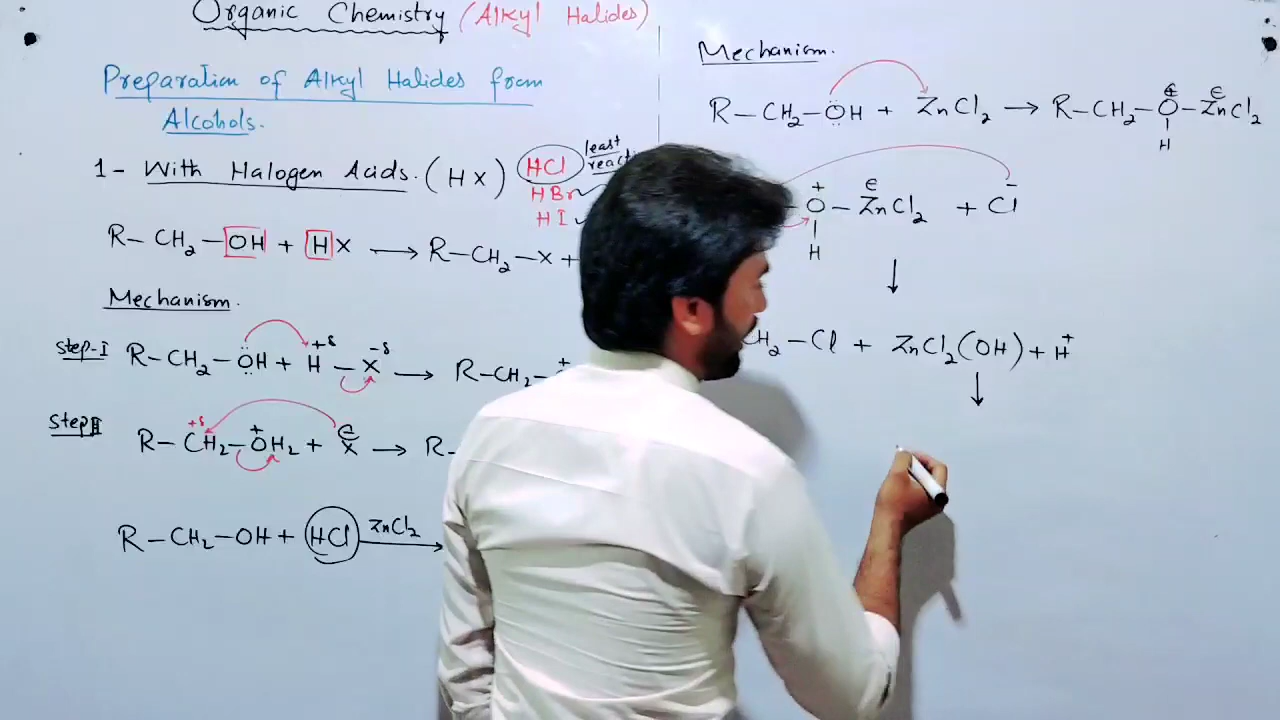 Organic Chemistry (Alkyl Halides)
Preparation of Alkyl Halides from
Alcohols.
1- With Halogen Acids. (HX)
HCl least
HBr
HI
R-CH₂-OH + HX ⟶ R-CH₂-X +
Mechanism.
Step-I R-CH₂-ÖH + H-X ⟶ R-CH₂-
+δ -δ +
Step II R-CH₂-OH₂ + X ⟶ R-
+δ + ⊖
R-CH₂-OH + HCl ZnCl₂ ⟶
Mechanism.
R-CH₂-ÖH + ZnCl₂ ⟶ R-CH₂-O-ZnCl₂
⊕ ⊖
H
O-ZnCl₂ + Cl
+ ⊖ -
H
↓
H₂-Cl + ZnCl₂(OH) + H⁺
↓